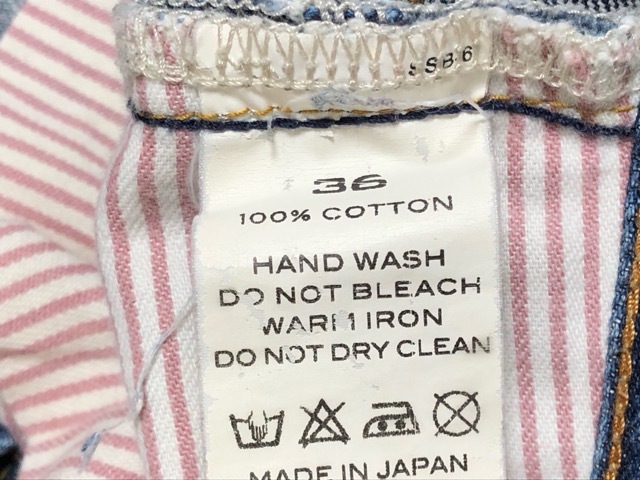 SSB6
36
100% COTTON
HAND WASH
DO NOT BLEACH
WARM IRON
DO NOT DRY CLEAN
MADE IN JAPAN